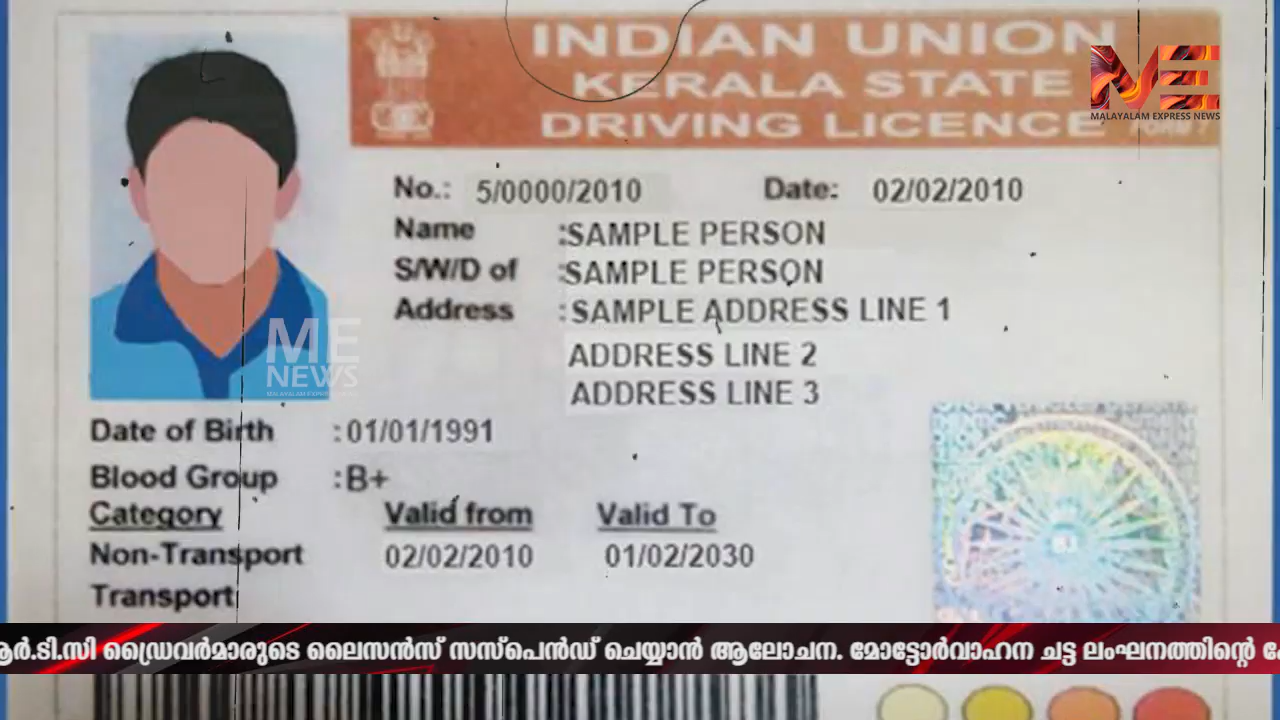 INDIAN UNION
KERALA STATE
DRIVING LICENCE
FORM 7
ME
MALAYALAM EXPRESS NEWS
No.: 5/0000/2010 Date: 02/02/2010
Name :SAMPLE PERSON
S/W/D of :SAMPLE PERSON
Address :SAMPLE ADDRESS LINE 1
ADDRESS LINE 2
ADDRESS LINE 3
ME
NEWS
Date of Birth :01/01/1991
Blood Group :B+
Category Valid from Valid To
Non-Transport 02/02/2010 01/02/2030
Transport
ആർ.ടി.സി ഡ്രൈവർമാരുടെ ലൈസൻസ് സസ്പെൻഡ് ചെയ്യാൻ ആലോചന. മോട്ടോർവാഹന ചട്ട ലംഘനത്തിന്റെ